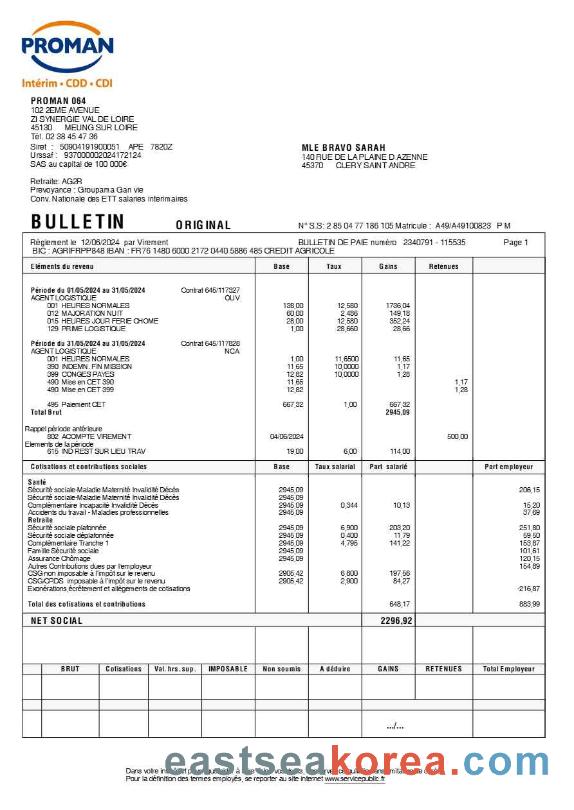 PROMAN
Intérim • CDD • CDI
PROMAN 064
102 2EME AVENUE
ZI SYNERGIE VAL DE LOIRE
45130 MEUNG SUR LOIRE
Tél. 02 38 45 47 36
Siret : 50904191900051 APE 7820Z
Urssaf : 937000002024172124
SAS au capital de 100 000€
MLE BRAVO SARAH
140 RUE DE LA PLAINE D AZENNE
45370 CLERY SAINT ANDRE
Retraite: AG2R
Prevoyance : Groupama Gan vie
Conv. Nationale des ETT salaries interimaires
BULLETIN ORIGINAL N° S.S: 2 85 04 77 186 105 Matricule : A49/A49100823 P M
Règlement le 12/06/2024 par Virement BULLETIN DE PAIE numéro 2340791 - 115535 Page 1
BIC : AGRIFRPP848 IBAN : FR76 1480 6000 2172 0440 5886 485 CREDIT AGRICOLE
Eléments du revenu Base Taux Gains Retenues
Période du 01/05/2024 au 31/05/2024 Contrat 645/117327
AGENT LOGISTIQUE OLIV
001 HEURES NORMALES 138,00 12,580 1736,04
012 MAJORATION NUIT 60,00 2,486 149,18
015 HEURES JOUR FERIE CHOME 28,00 12,580 352,24
129 PRIME LOGISTIQUE 1,00 28,660 28,66
Période du 31/05/2024 au 31/05/2024 Contrat 645/117828
AGENT LOGISTIQUE NCA
001 HEURES NORMALES 1,00 11,6500 11,65
390 INDEMN. FIN MISSION 11,65 10,0000 1,17
399 CONGES PAYES 12,82 10,0000 1,28
490 Mise en CET 390 11,65 1,17
490 Mise en CET 399 12,82 1,28
495 Paiement CET 667,32 1,00 667,32
Total Brut 2945,09
Rappel période antérieure
802 ACOMPTE VIREMENT 04/06/2024 500,00
Elements de la période
615 IND REST SUR LIEU TRAV 19,00 6,00 114,00
Cotisations et contributions sociales Base Taux salarial Part salarié Part employeur
Santé
Sécurité sociale-Maladie Maternité Invalidité Décès 2945,09 206,15
Sécurité sociale-Maladie Maternité Invalidité Décès 2945,09
Complémentaire Incapacité Invalidité Décès 2945,09 0,344 10,13 15,20
Accidents du travail - Maladies professionnelles 2945,09 37,69
Retraite
Sécurité sociale plafonnée 2945,09 6,900 203,20 251,80
Sécurité sociale déplafonnée 2945,09 0,400 11,79 59,50
Complémentaire Tranche 1 2945,09 4,795 141,22 153,87
Famille Sécurité sociale 2945,09 101,61
Assurance Chômage 2945,09 120,15
Autres Contributions dues par l'employeur 154,89
CSG non imposable à l'impôt sur le revenu 2905,42 6,800 197,56
CSG/CRDS imposable à l'impôt sur le revenu 2905,42 2,900 84,27
Exonérations, écrêtement et allègements de cotisations -216,87
Total des cotisations et contributions 648,17 883,99
NET SOCIAL 2296,92
BRUT Cotisations Val. hrs. sup. IMPOSABLE Non soumis A déduire GAINS RETENUES Total Employeur
.../...
eastseakorea.com
Dans votre
Pour la définition des termes employés, se reporter au site internet www.servicepublic.fr